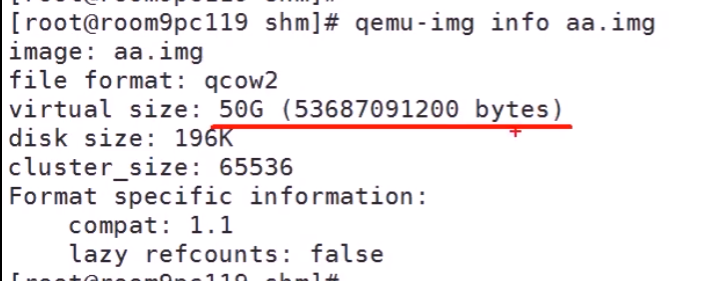 [root@room9pc119 shm]# qemu-img info aa.img
image: aa.img
file format: qcow2
virtual size: 50G (53687091200 bytes)
disk size: 196K
cluster_size: 65536
Format specific information:
    compat: 1.1
    lazy refcounts: false
[root@room9pc119 shm]#